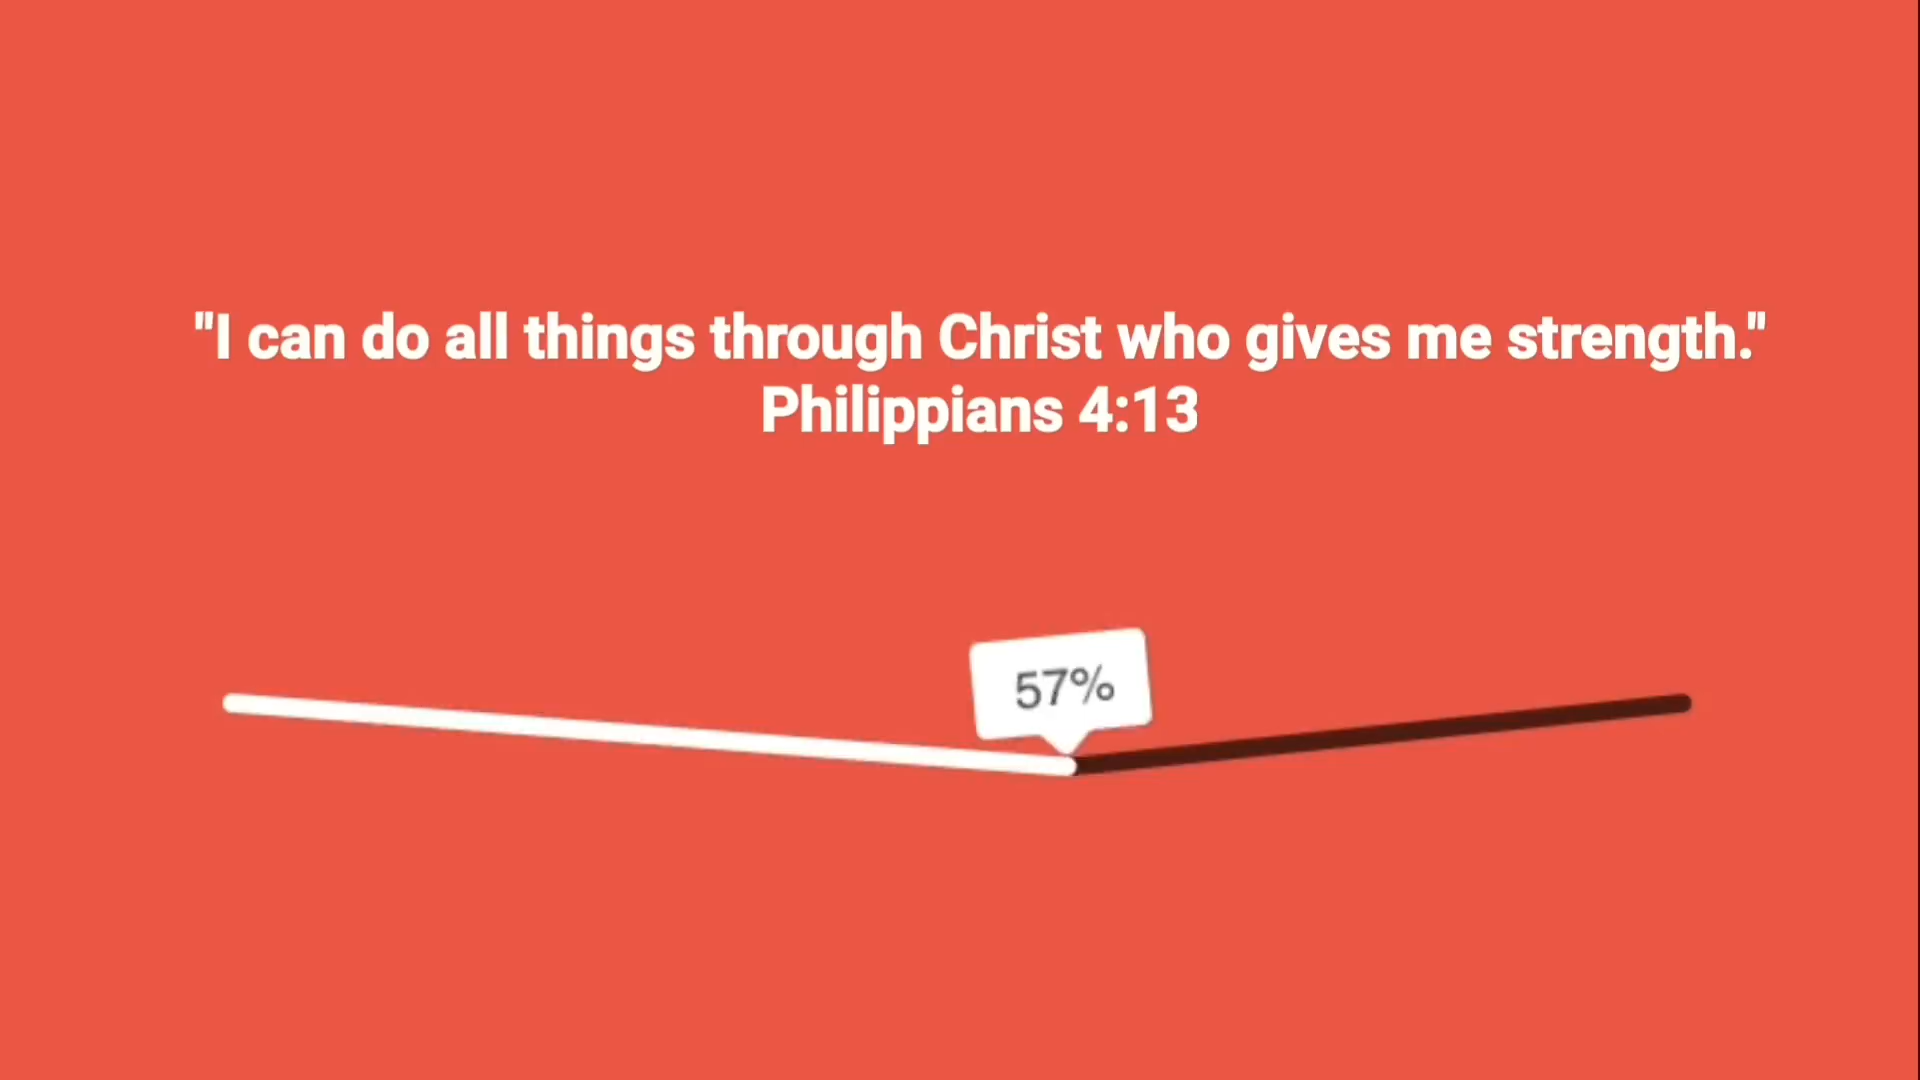 "I can do all things through Christ who gives me strength."
Philippians 4:13
57%